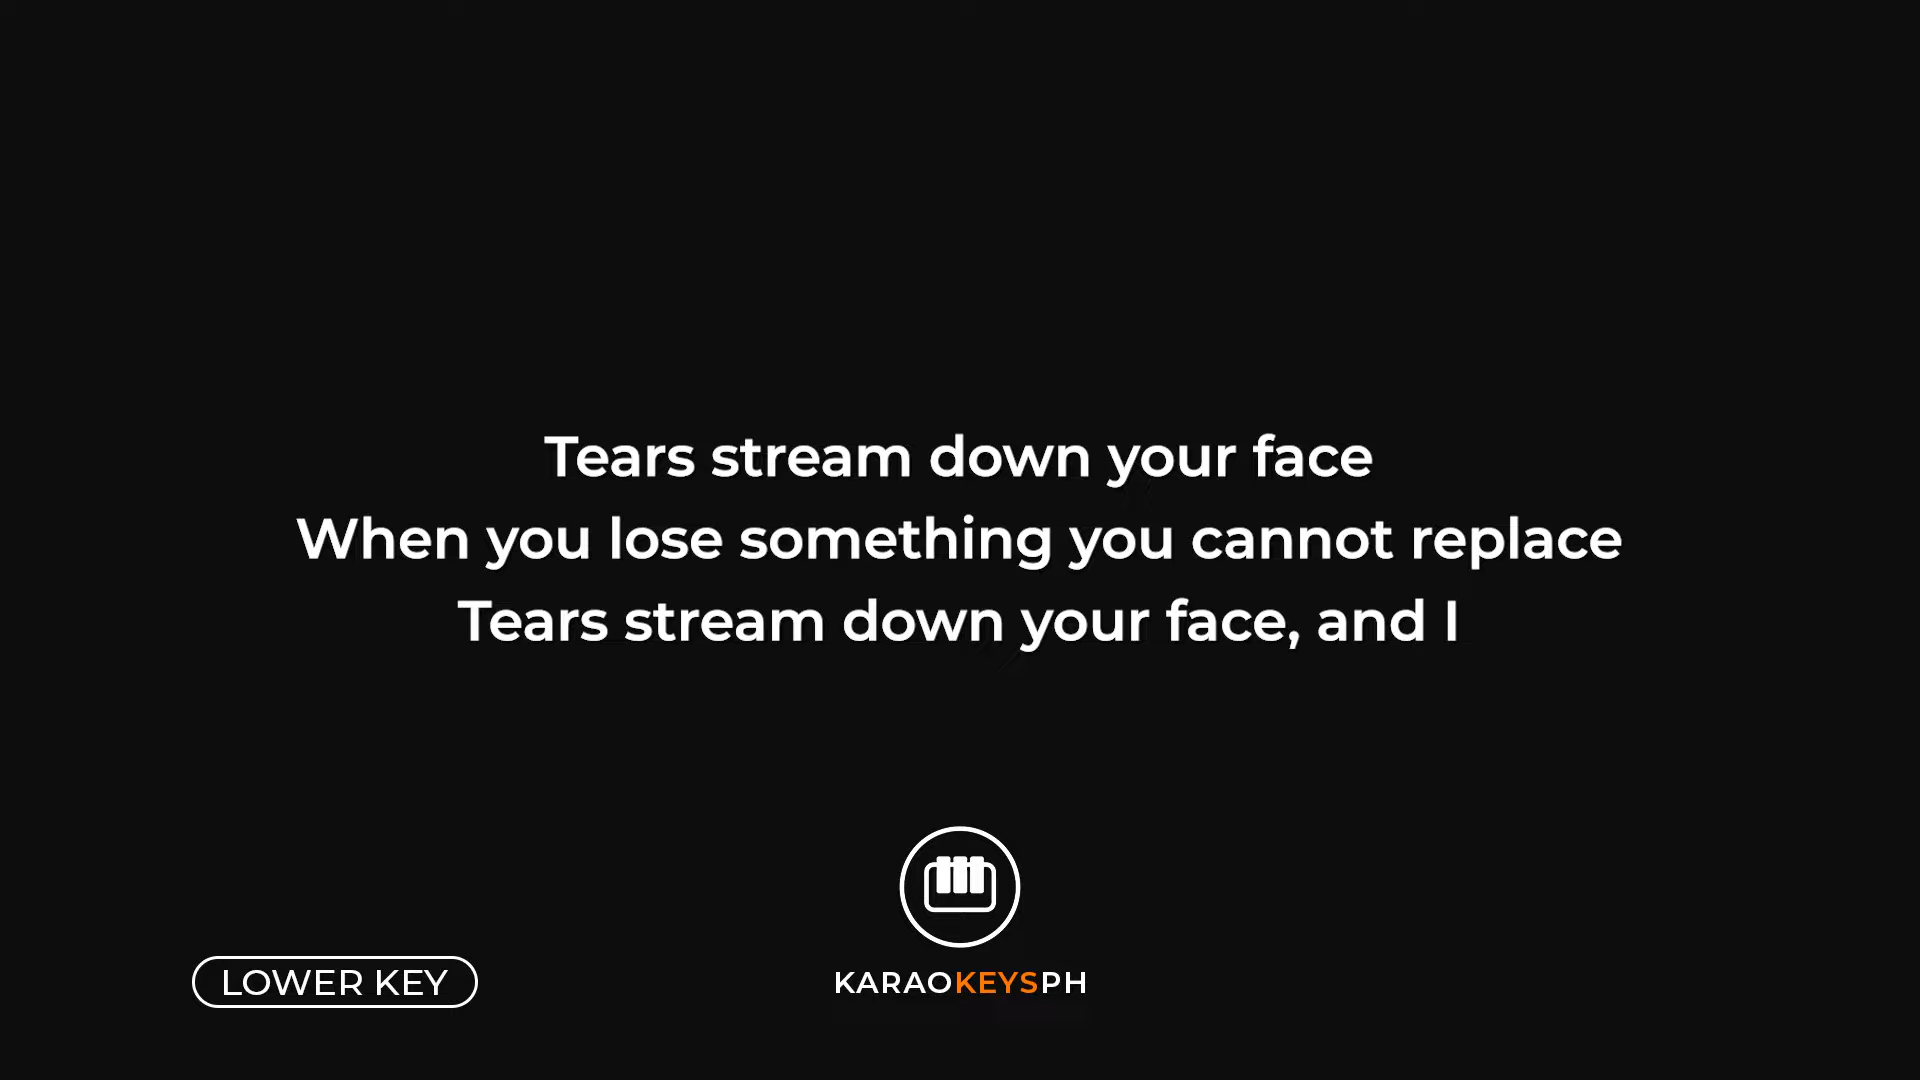 Tears stream down your face
When you lose something you cannot replace
Tears stream down your face, and I
LOWER KEY
KARAOKEYSPH